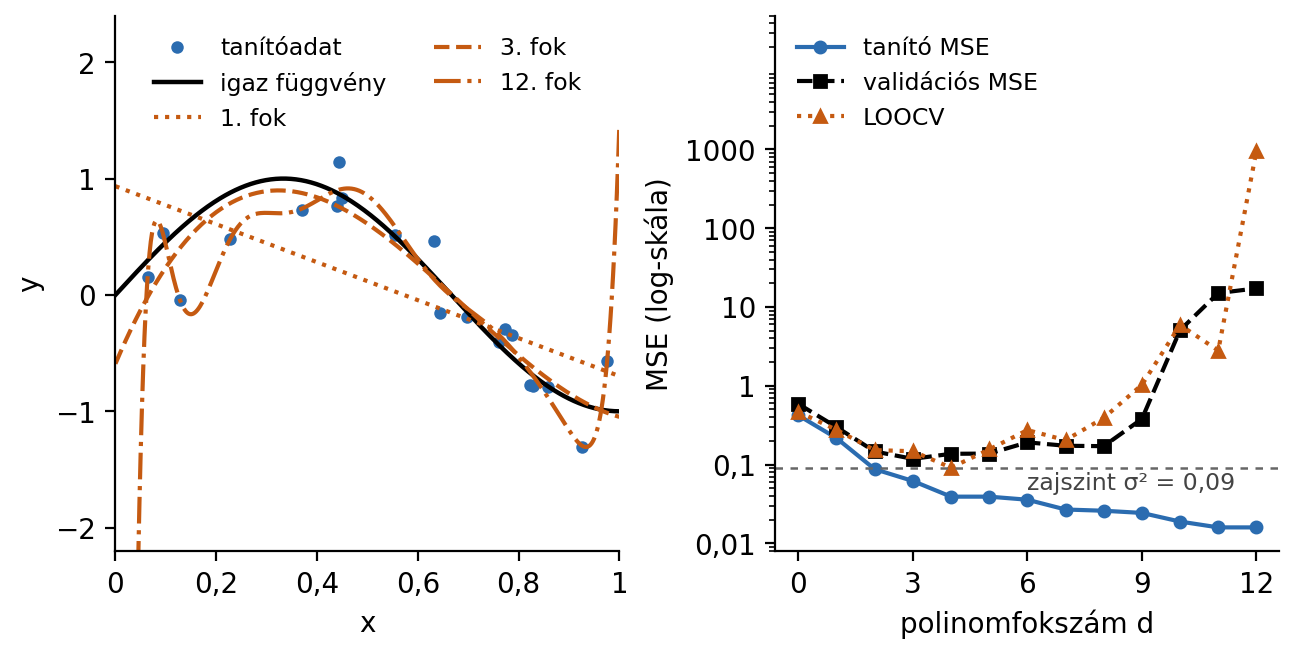 tanítóadat
igaz függvény
1. fok
3. fok
12. fok
y
2
1
0
−1
−2
0
0,2
0,4
0,6
0,8
1
x
tanító MSE
validációs MSE
LOOCV
MSE (log-skála)
1000
100
10
1
0,1
0,01
zajszint σ² = 0,09
0
3
6
9
12
polinomfokszám d